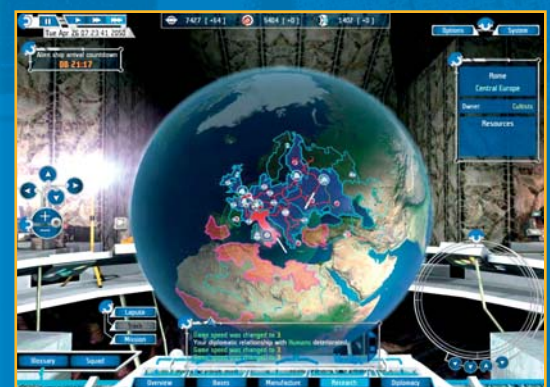 7427 [ +64 ]
5404 [ +0 ]
1402 [ +0 ]
Tue Apr 26 07 23:41 2050
Options
System
Alien ship arrival countdown
08 21:17
Rome
Central Europe
Owner
Cultists
Resources
Laputa
Track
Mission
Game speed was changed to 3
Your diplomatic relationship with Humans deteriorated
Game speed was changed to 3
Glossary
Squad
Overview
Bases
Manufacture
Research
Diplomacy